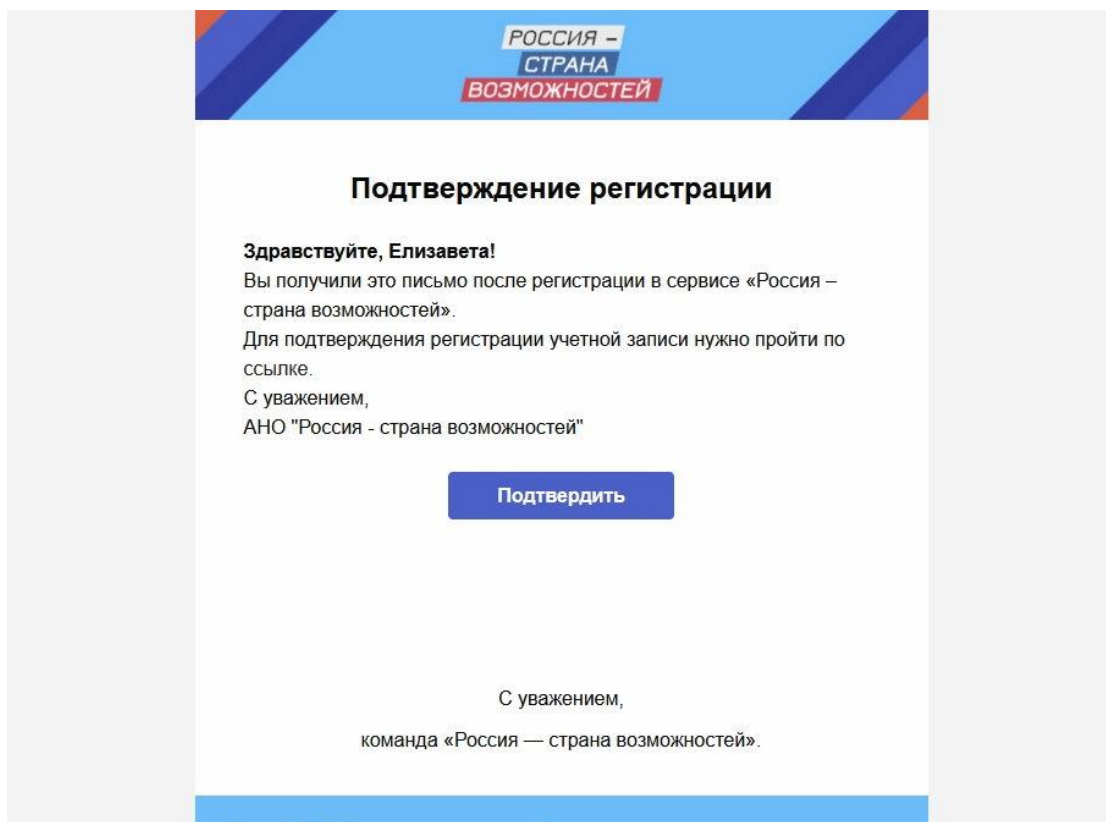 РОССИЯ –
СТРАНА
ВОЗМОЖНОСТЕЙ
Подтверждение регистрации
Здравствуйте, Елизавета!
Вы получили это письмо после регистрации в сервисе «Россия –
страна возможностей».
Для подтверждения регистрации учетной записи нужно пройти по
ссылке.
С уважением,
АНО "Россия - страна возможностей"
Подтвердить
С уважением,
команда «Россия — страна возможностей».